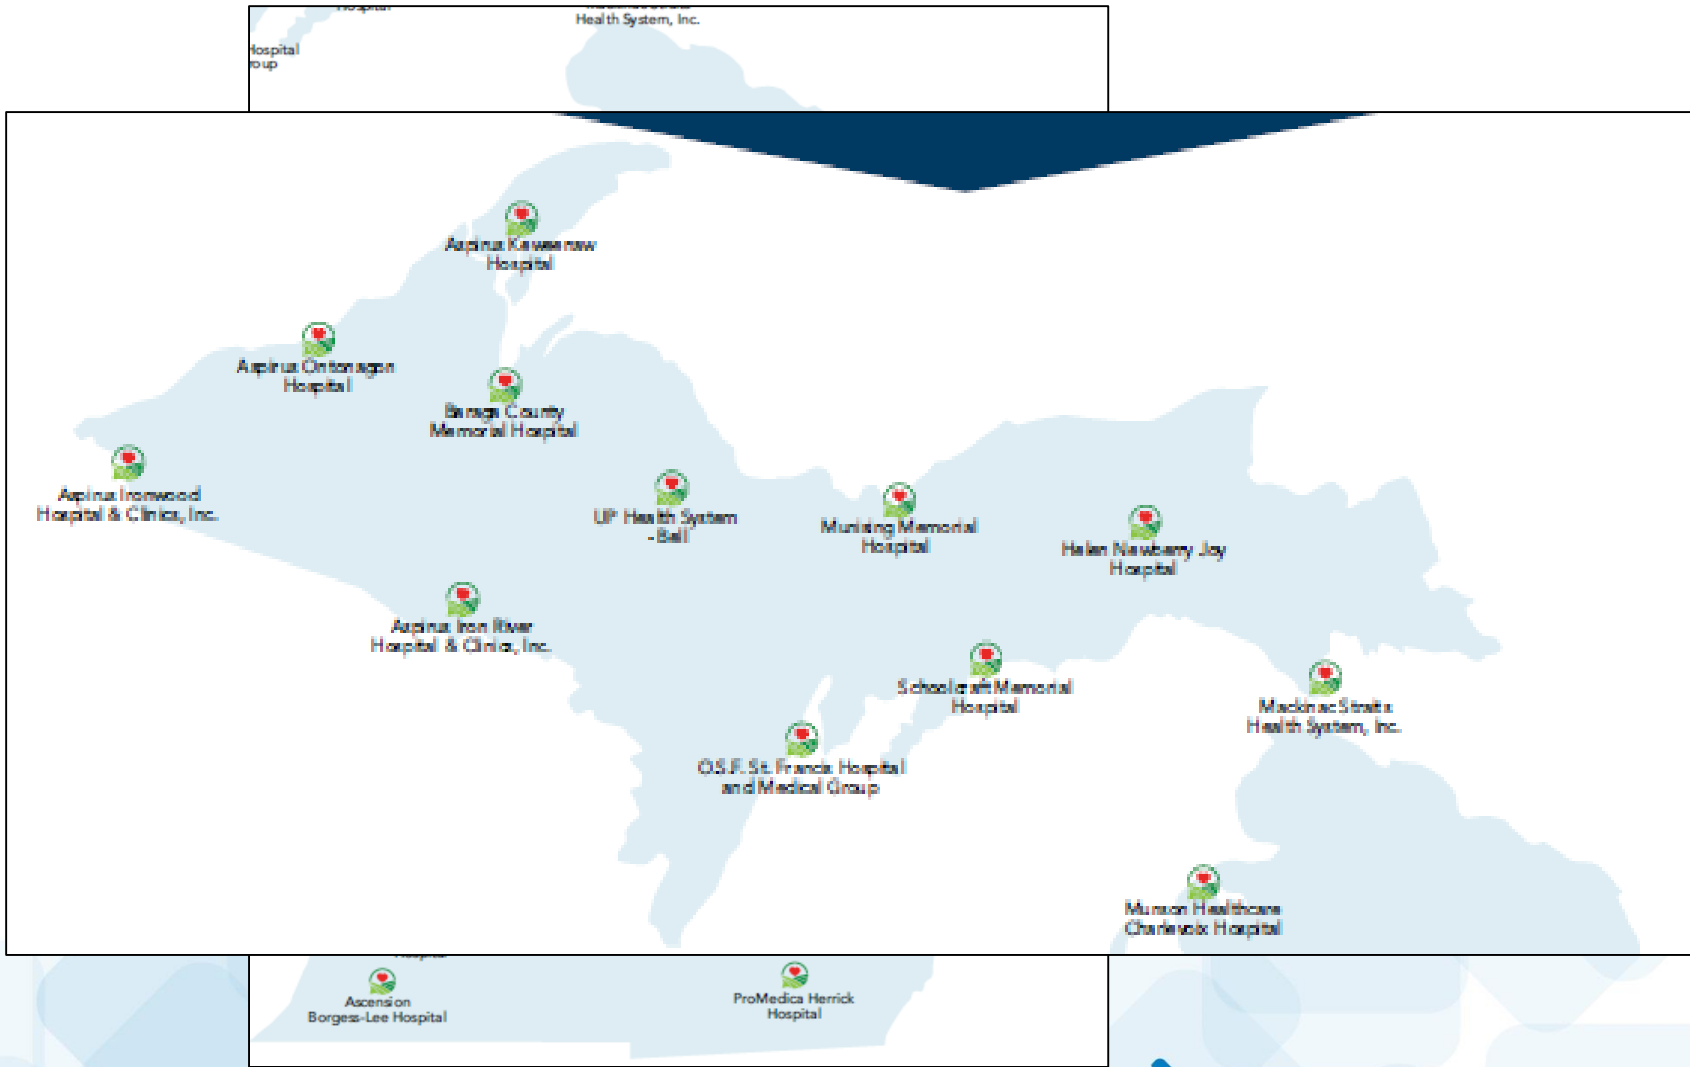 Health System, Inc.
Hospital
Aspirus Keweenaw
Hospital
Aspirus Ontonagon
Hospital
Baraga County
Memorial Hospital
Aspirus Ironwood
Hospital & Clinics, Inc.
UP Health System
- Bell
Munising Memorial
Hospital
Helen Newberry Joy
Hospital
Aspirus Iron River
Hospital & Clinics, Inc.
Schoolcraft Memorial
Hospital
Mackinac Straits
Health System, Inc.
O.S.F. St. Francis Hospital
and Medical Group
Munson Healthcare
Charlevoix Hospital
Ascension
Borgess-Lee Hospital
ProMedica Herrick
Hospital